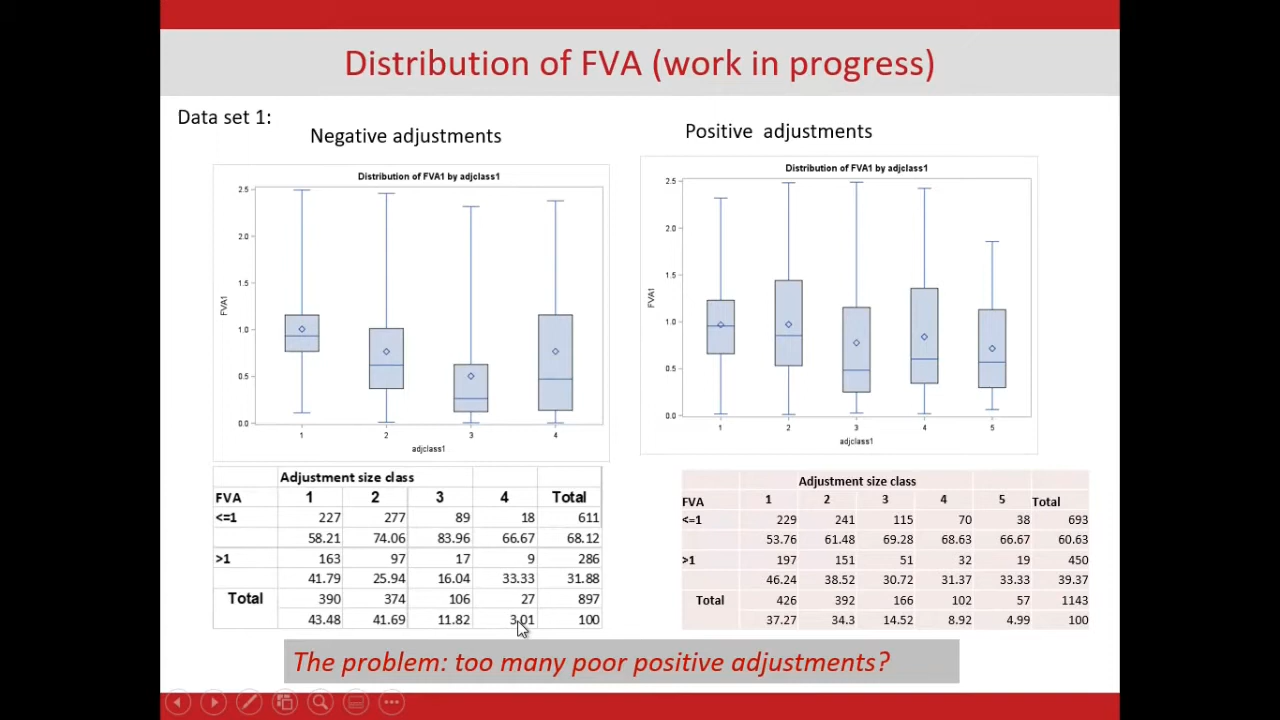 Distribution of FVA (work in progress)
Data set 1:
Negative adjustments
Positive adjustments
Distribution of FVA1 by adjclass1
2.5
2.0
1.5
1.0
0.5
0.0
FVA1
1 2 3 4
adjclass1
Distribution of FVA1 by adjclass1
2.5
2.0
1.5
1.0
0.5
0.0
FVA1
1 2 3 4 5
adjclass1
Adjustment size class
FVA 1 2 3 4 Total
<=1 227 277 89 18 611
58.21 74.06 83.96 66.67 68.12
>1 163 97 17 9 286
41.79 25.94 16.04 33.33 31.88
Total 390 374 106 27 897
43.48 41.69 11.82 3.01 100
Adjustment size class
FVA 1 2 3 4 5 Total
<=1 229 241 115 70 38 693
53.76 61.48 69.28 68.63 66.67 60.63
>1 197 151 51 32 19 450
46.24 38.52 30.72 31.37 33.33 39.37
Total 426 392 166 102 57 1143
37.27 34.3 14.52 8.92 4.99 100
The problem: too many poor positive adjustments?